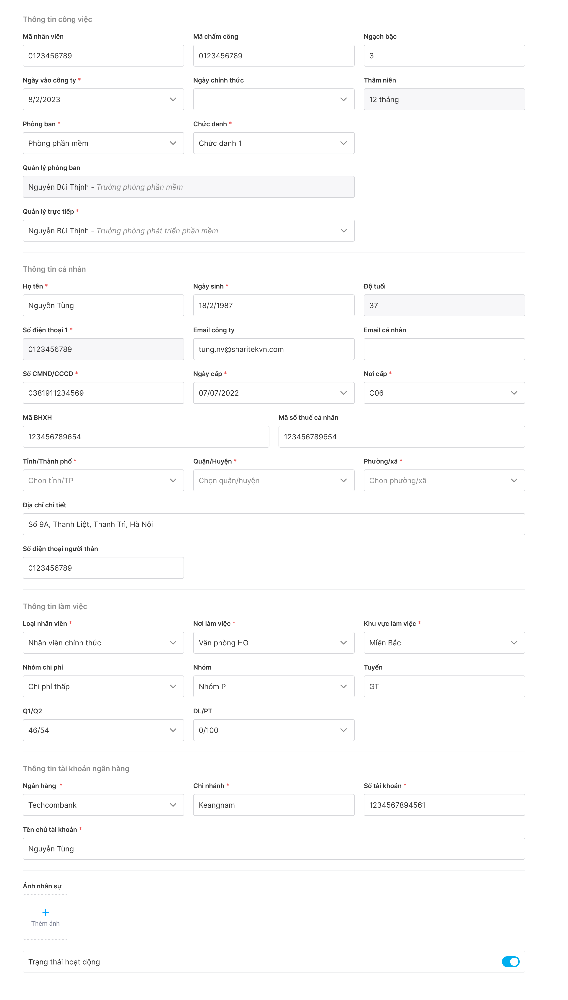 Thông tin công việc
Mã nhân viên
Mã chấm công
Ngạch bậc
0123456789
0123456789
3
Ngày vào công ty *
Ngày chính thức
Thâm niên
8/2/2023
12 tháng
Phòng ban *
Chức danh *
Phòng phần mềm
Chức danh 1
Quản lý phòng ban
Nguyễn Bùi Thịnh - Trưởng phòng phần mềm
Quản lý trực tiếp *
Nguyễn Bùi Thịnh - Trưởng phòng phát triển phần mềm
Thông tin cá nhân
Họ tên *
Ngày sinh *
Độ tuổi
Nguyễn Tùng
18/2/1987
37
Số điện thoại 1 *
Email công ty
Email cá nhân
0123456789
tung.nv@sharitekvn.com
Số CMND/CCCD *
Ngày cấp *
Nơi cấp *
0381911234569
07/07/2022
C06
Mã BHXH
Mã số thuế cá nhân
123456789654
123456789654
Tỉnh/Thành phố *
Quận/Huyện *
Phường/xã *
Chọn tỉnh/TP
Chọn quận/huyện
Chọn phường/xã
Địa chỉ chi tiết
Số 9A, Thanh Liệt, Thanh Trì, Hà Nội
Số điện thoại người thân
0123456789
Thông tin làm việc
Loại nhân viên *
Nơi làm việc *
Khu vực làm việc *
Nhân viên chính thức
Văn phòng HO
Miền Bắc
Nhóm chi phí
Nhóm
Tuyến
Chi phí thấp
Nhóm P
GT
Q1/Q2
DL/PT
46/54
0/100
Thông tin tài khoản ngân hàng
Ngân hàng *
Chi nhánh *
Số tài khoản *
Techcombank
Keangnam
1234567894561
Tên chủ tài khoản *
Nguyễn Tùng
Ảnh nhân sự
Thêm ảnh
Trạng thái hoạt động